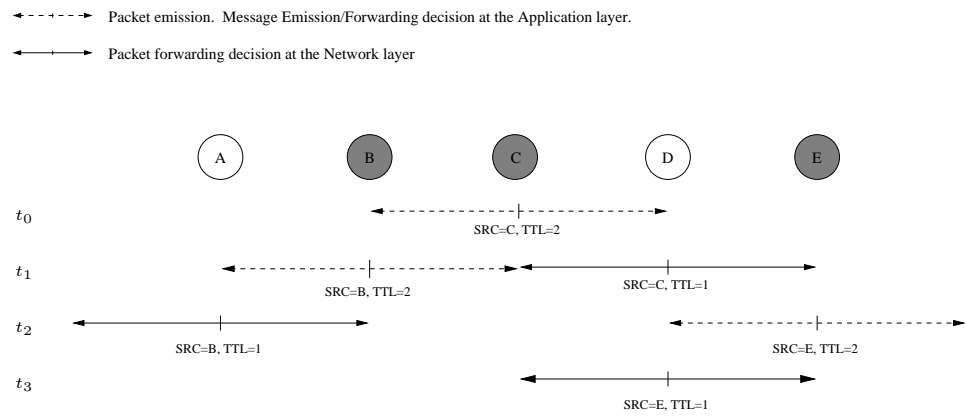 Packet emission. Message Emission/Forwarding decision at the Application layer.
Packet forwarding decision at the Network layer
A B C D E
t0
SRC=C, TTL=2
t1
SRC=B, TTL=2 SRC=C, TTL=1
t2
SRC=B, TTL=1 SRC=E, TTL=2
t3
SRC=E, TTL=1